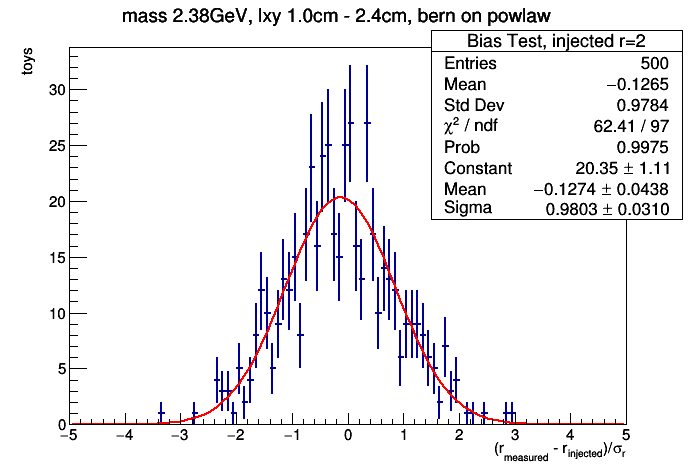 mass 2.38GeV, lxy 1.0cm - 2.4cm, bern on powlaw
Bias Test, injected r=2
Entries 500
Mean −0.1265
Std Dev 0.9784
χ² / ndf 62.41 / 97
Prob 0.9975
Constant 20.35 ± 1.11
Mean −0.1274 ± 0.0438
Sigma 0.9803 ± 0.0310
toys
30
25
20
15
10
5
0
−5 −4 −3 −2 −1 0 1 2 3 4 5
(r_measured - r_injected)/σ_r